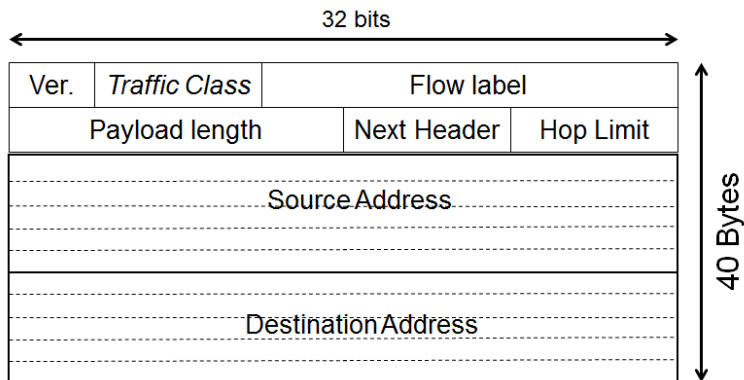 32 bits
Ver. Traffic Class Flow label
Payload length Next Header Hop Limit
Source Address
Destination Address
40 Bytes